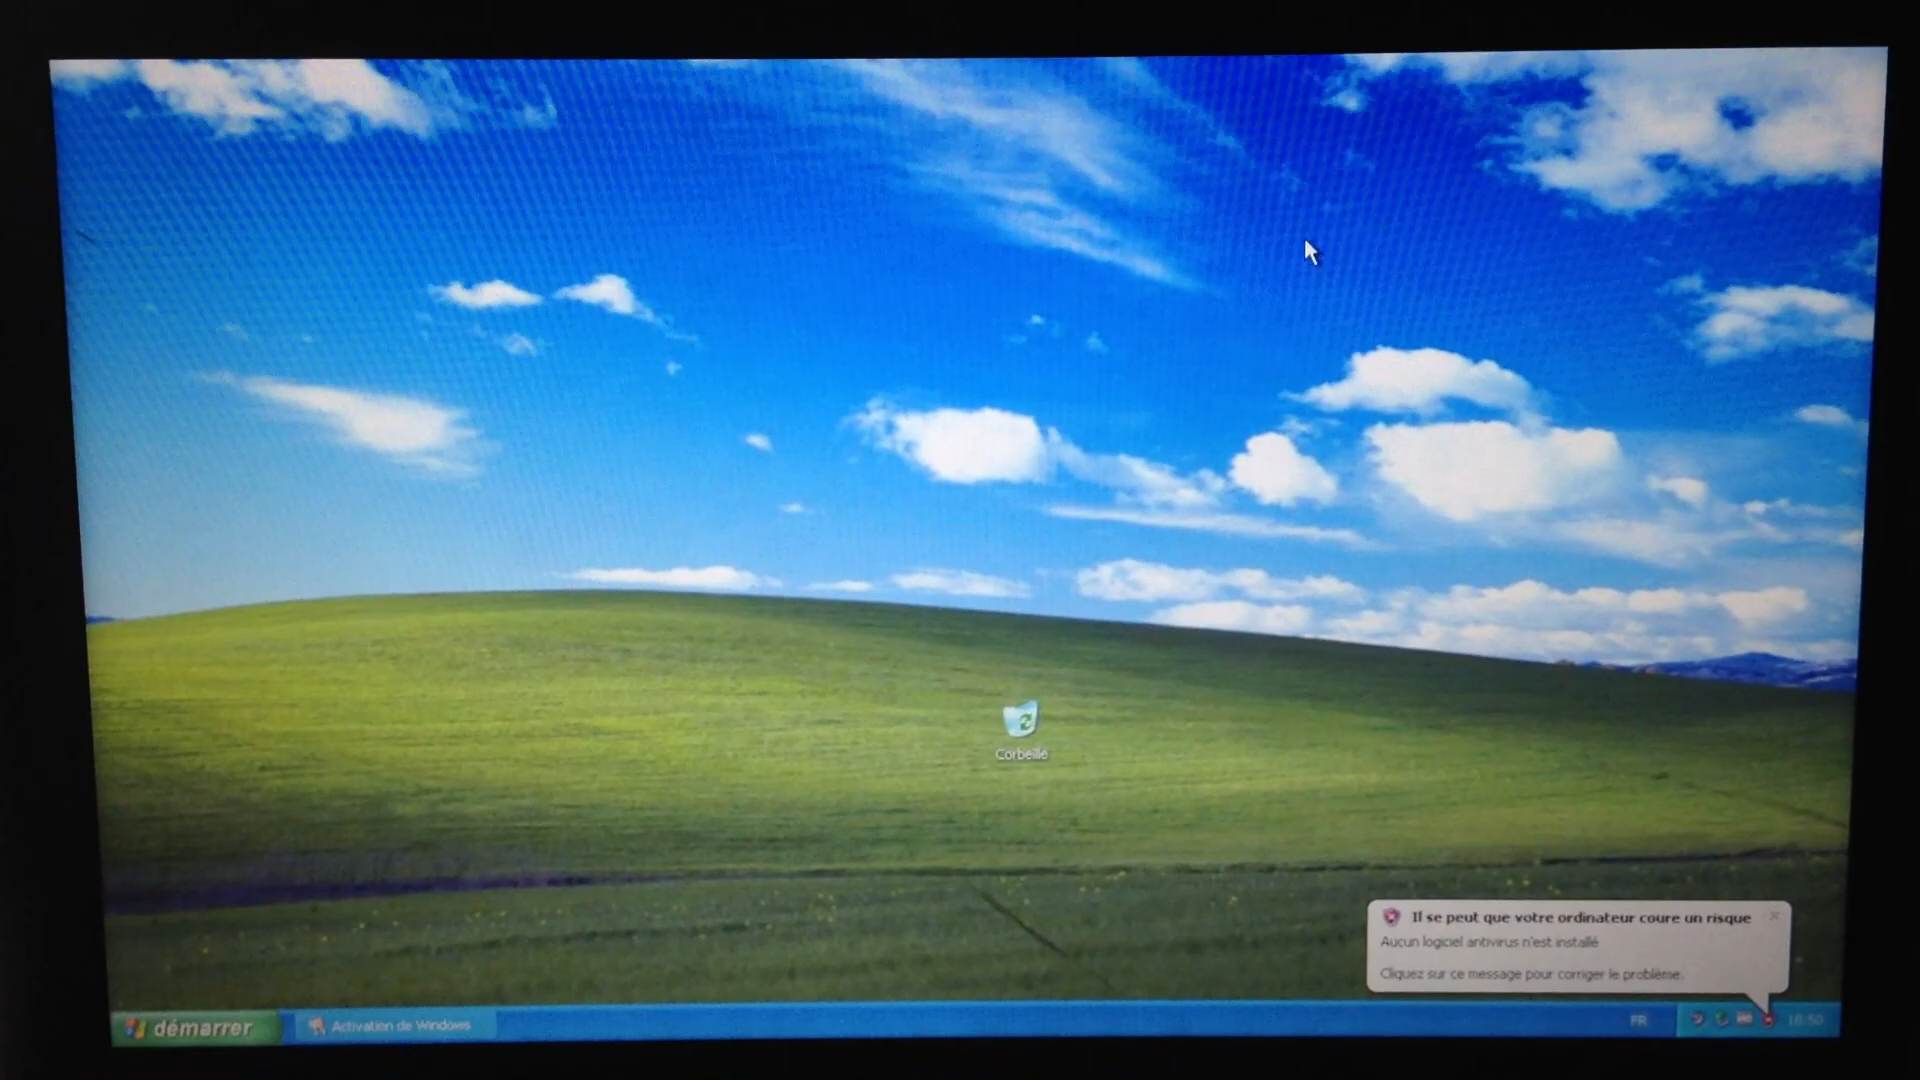 Corbeille
Il se peut que votre ordinateur coure un risque
Aucun logiciel antivirus n'est installé
Cliquez sur ce message pour corriger le problème.
démarrer
Activation de Windows
FR
18:50